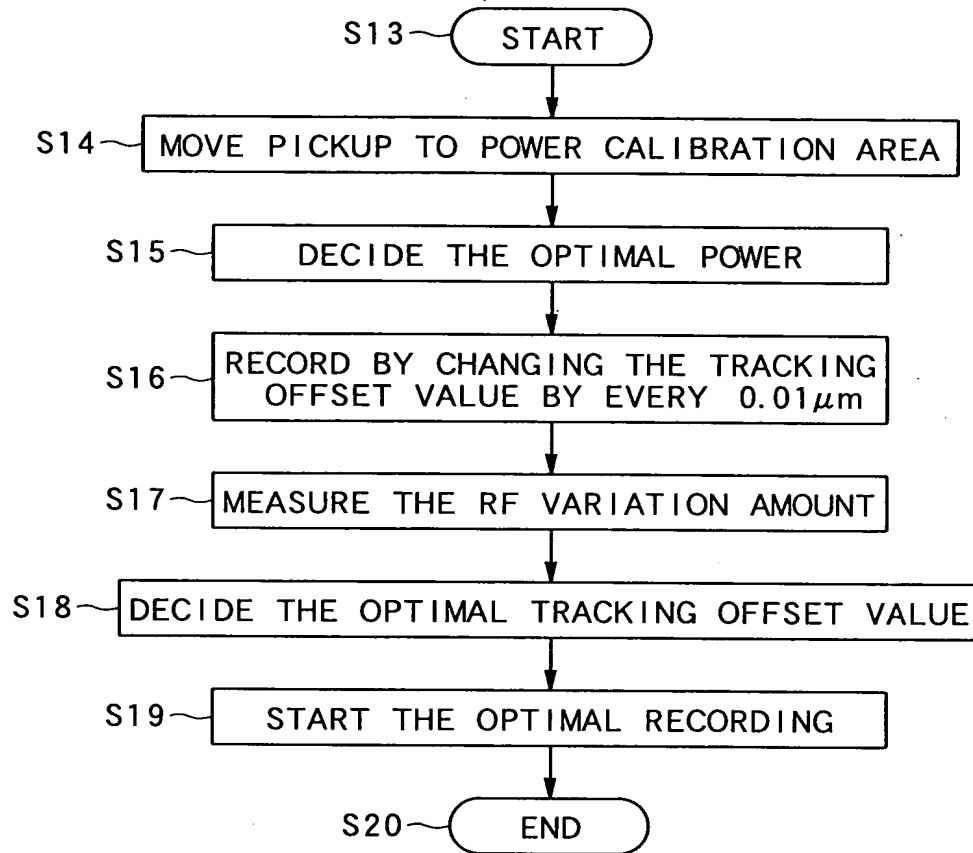 S13 START
S14 MOVE PICKUP TO POWER CALIBRATION AREA
S15 DECIDE THE OPTIMAL POWER
S16 RECORD BY CHANGING THE TRACKING
OFFSET VALUE BY EVERY 0.01μm
S17 MEASURE THE RF VARIATION AMOUNT
S18 DECIDE THE OPTIMAL TRACKING OFFSET VALUE
S19 START THE OPTIMAL RECORDING
S20 END